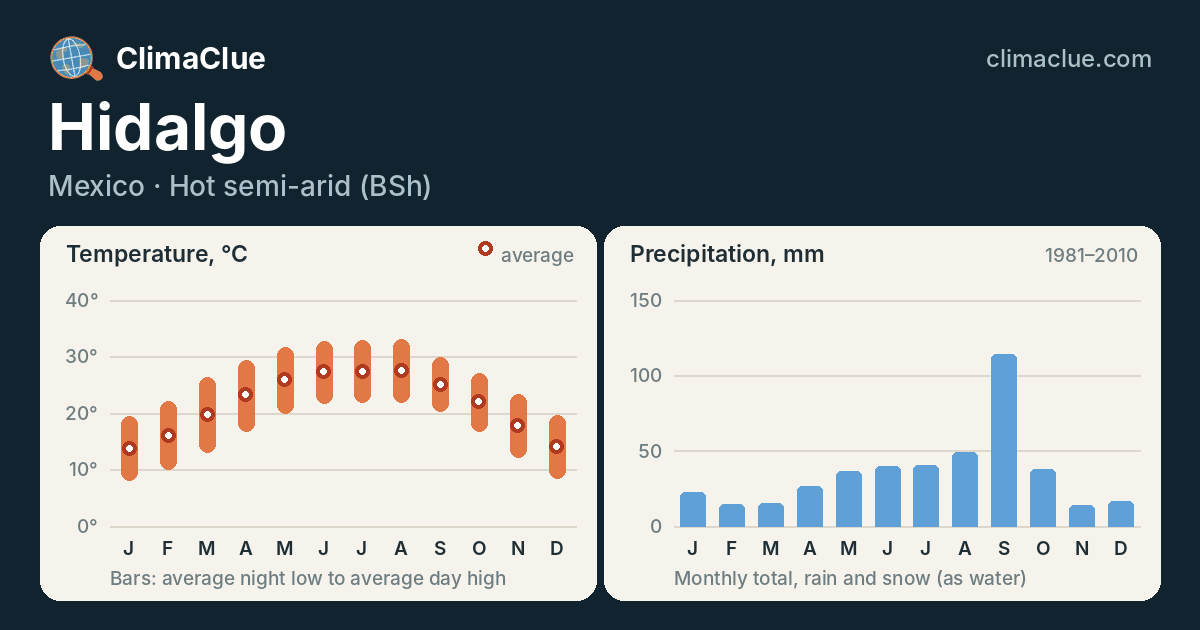 ClimaClue
climaclue.com
Hidalgo
Mexico · Hot semi-arid (BSh)
Temperature, °C
average
40°
30°
20°
10°
0°
J F M A M J J A S O N D
Bars: average night low to average day high
Precipitation, mm
1981–2010
150
100
50
0
J F M A M J J A S O N D
Monthly total, rain and snow (as water)